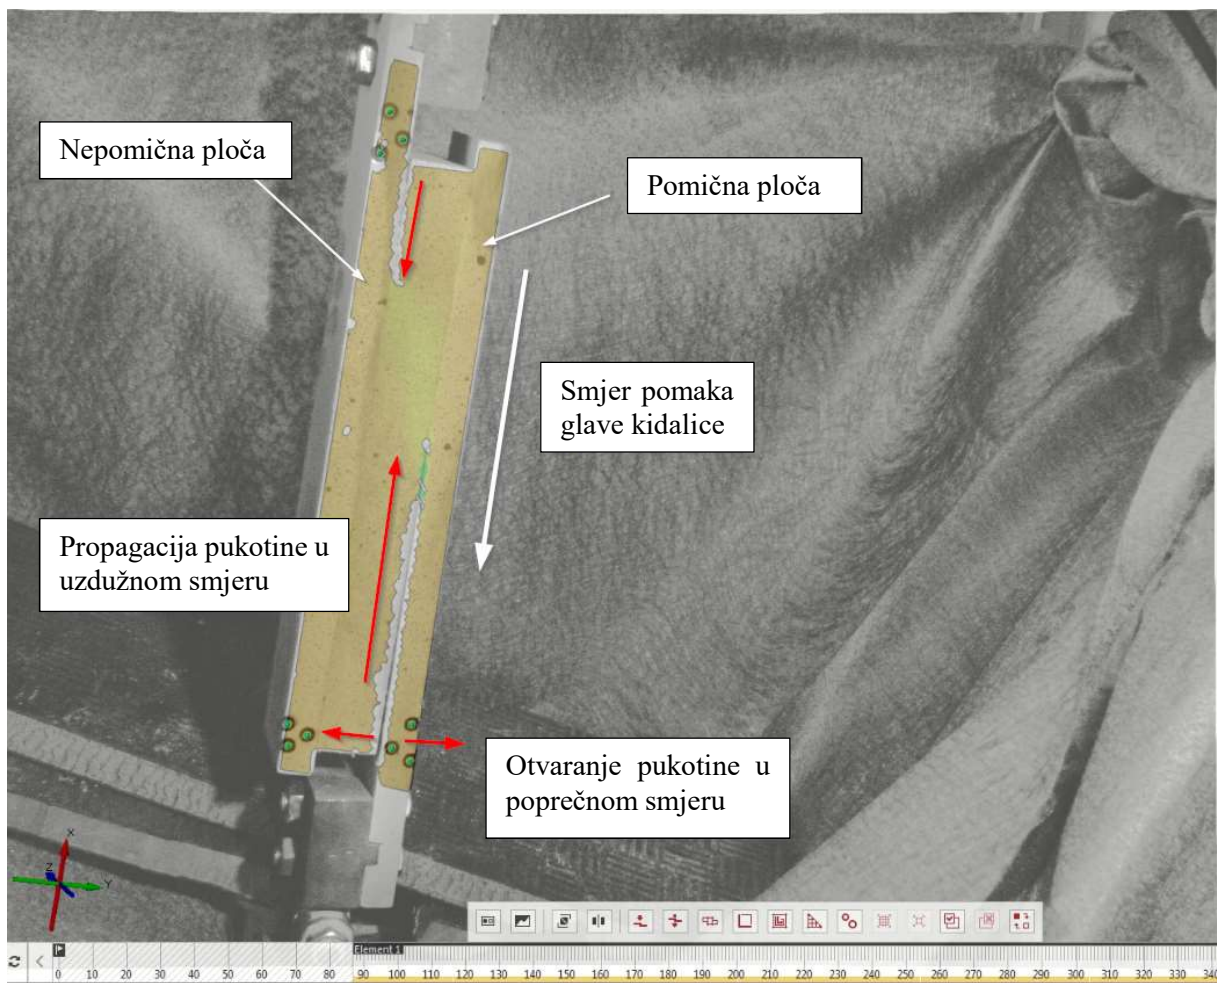 Nepomična ploča
Pomična ploča
Smjer pomaka
glave kidalice
Propagacija pukotine u
uzdužnom smjeru
Otvaranje pukotine u
poprečnom smjeru
X
Z
Y
Element 1
0 10 20 30 40 50 60 70 80 90 100 110 120 130 140 150 160 170 180 190 200 210 220 230 240 250 260 270 280 290 300 310 320 330 340